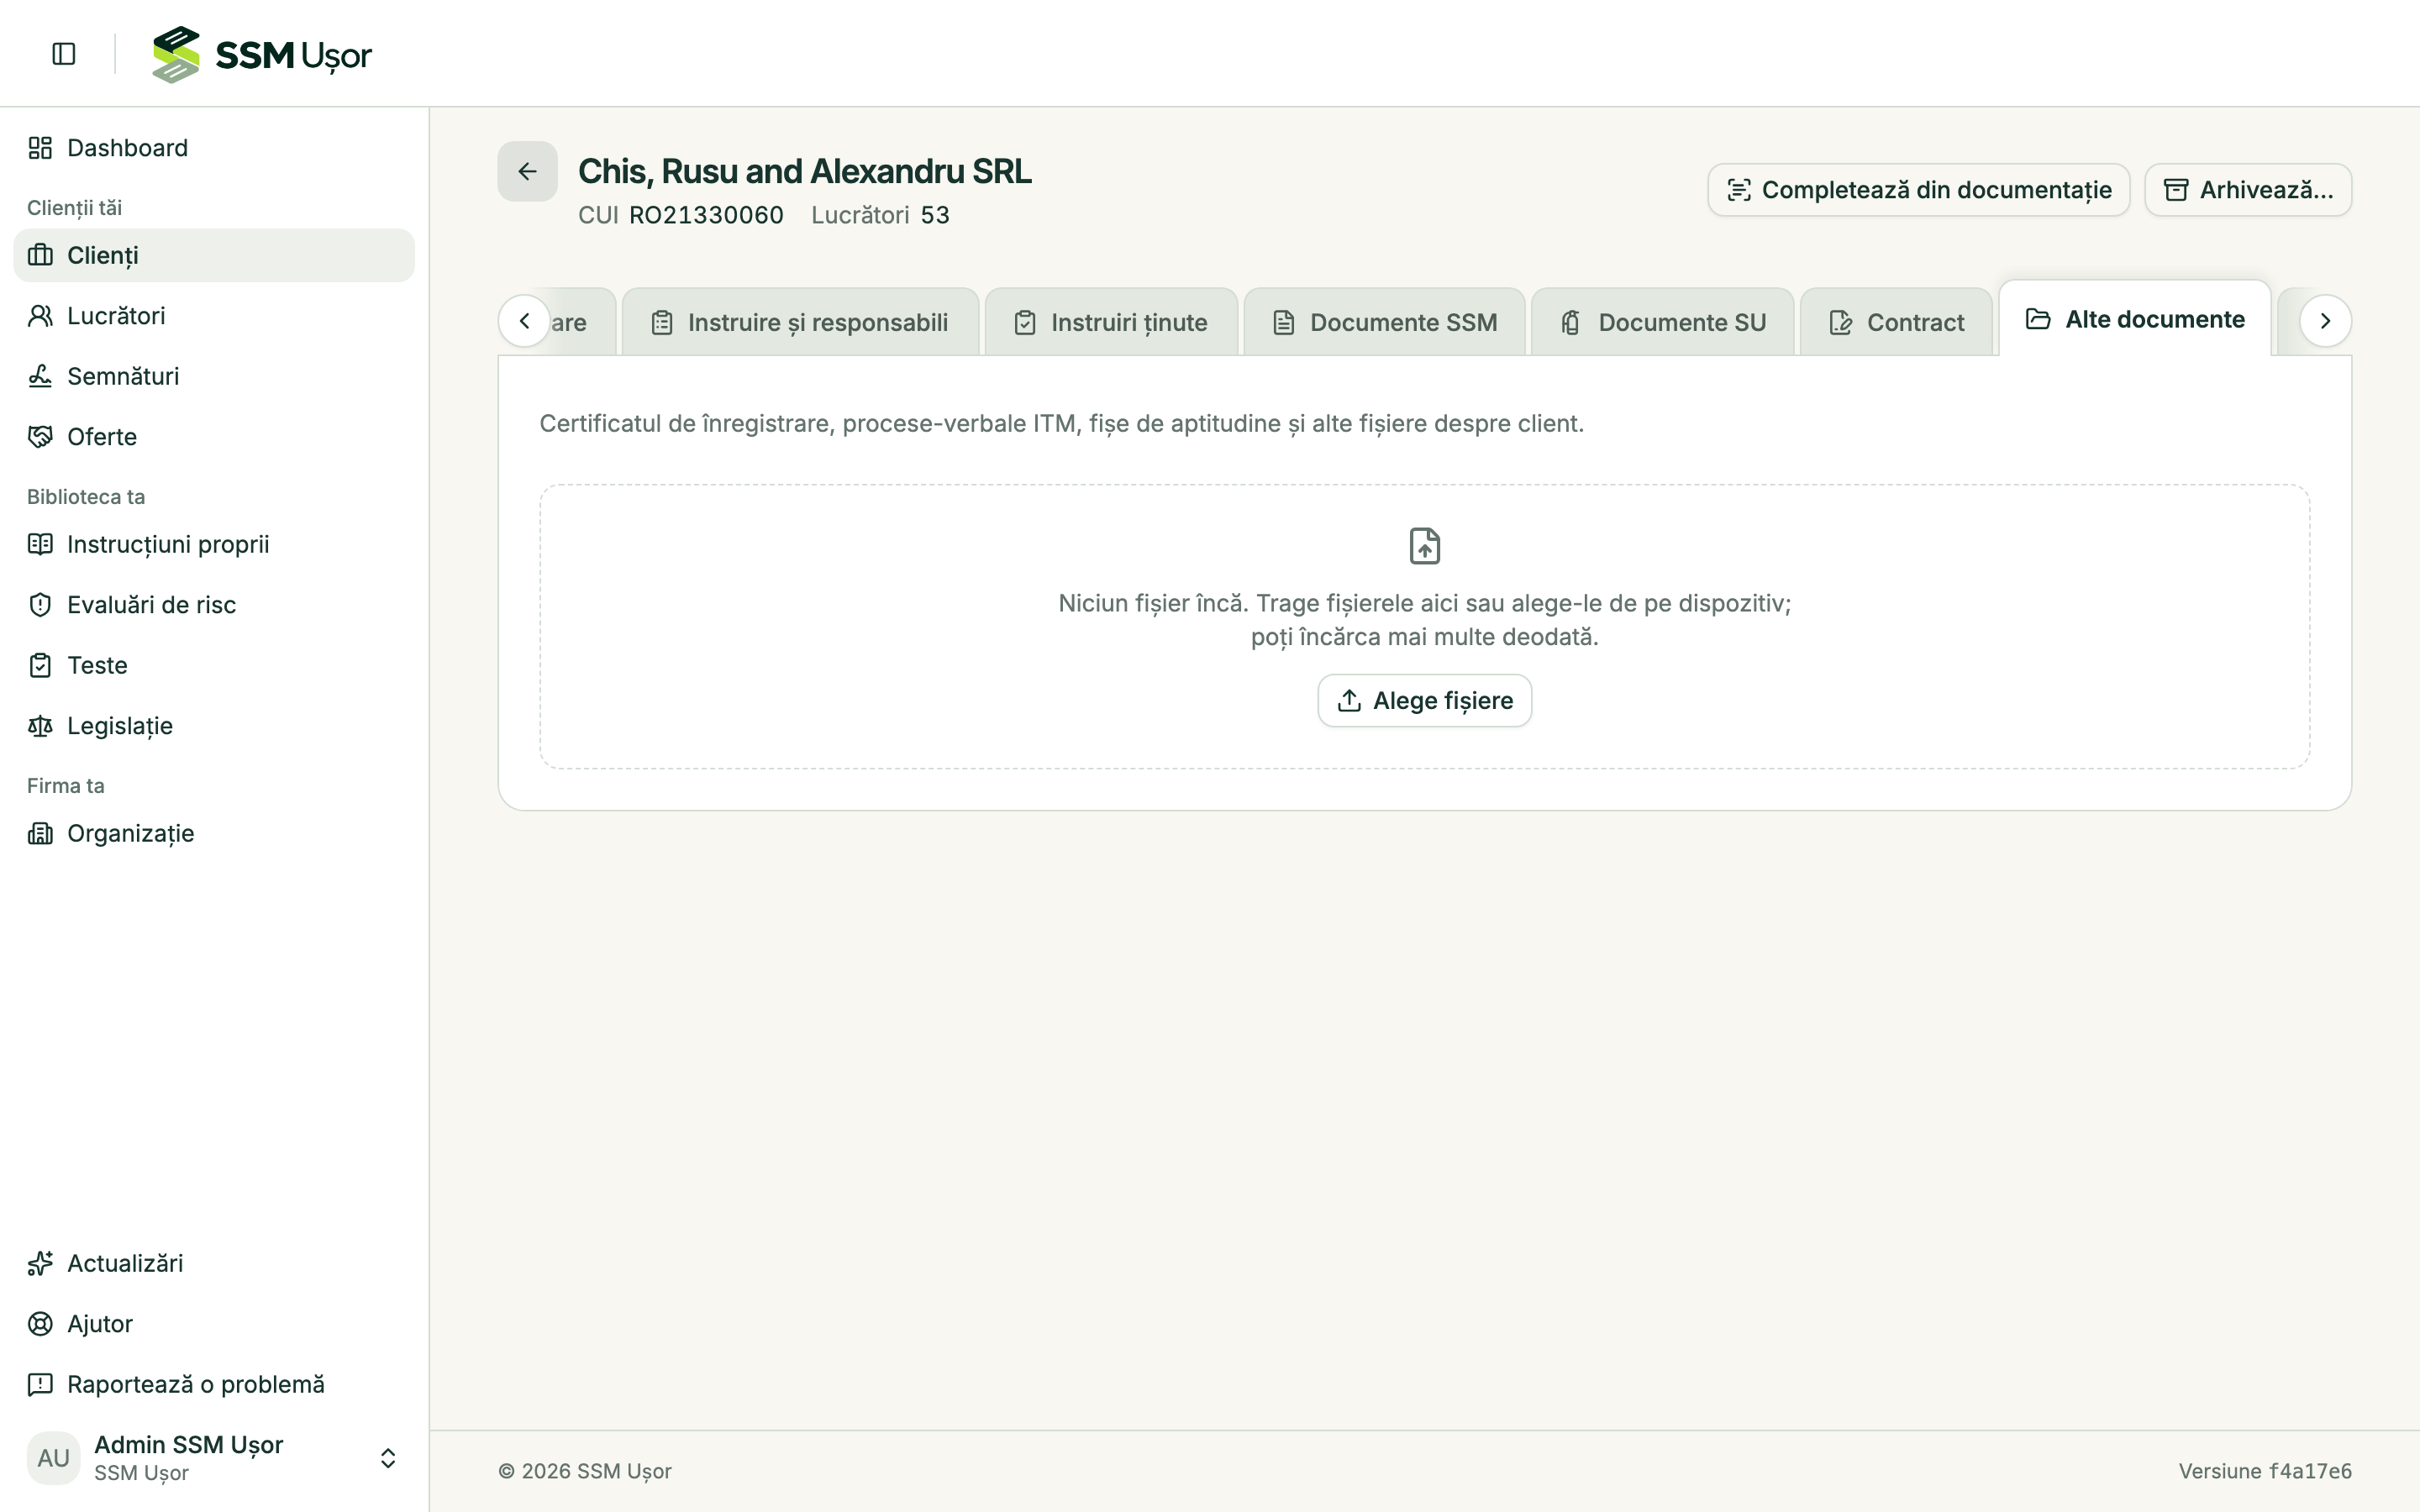 SSM Ușor
Dashboard
Clienții tăi
Clienți
Lucrători
Semnături
Oferte
Biblioteca ta
Instrucțiuni proprii
Evaluări de risc
Teste
Legislație
Firma ta
Organizație
Actualizări
Ajutor
Raportează o problemă
AU
Admin SSM Ușor
SSM Ușor
Chis, Rusu and Alexandru SRL
CUI RO21330060 Lucrători 53
Completează din documentație
Arhivează...
are
Instruire și responsabili
Instruiri ținute
Documente SSM
Documente SU
Contract
Alte documente
Certificatul de înregistrare, procese-verbale ITM, fișe de aptitudine și alte fișiere despre client.
Niciun fișier încă. Trage fișierele aici sau alege-le de pe dispozitiv;
poți încărca mai multe deodată.
Alege fișiere
© 2026 SSM Ușor
Versiune f4a17e6